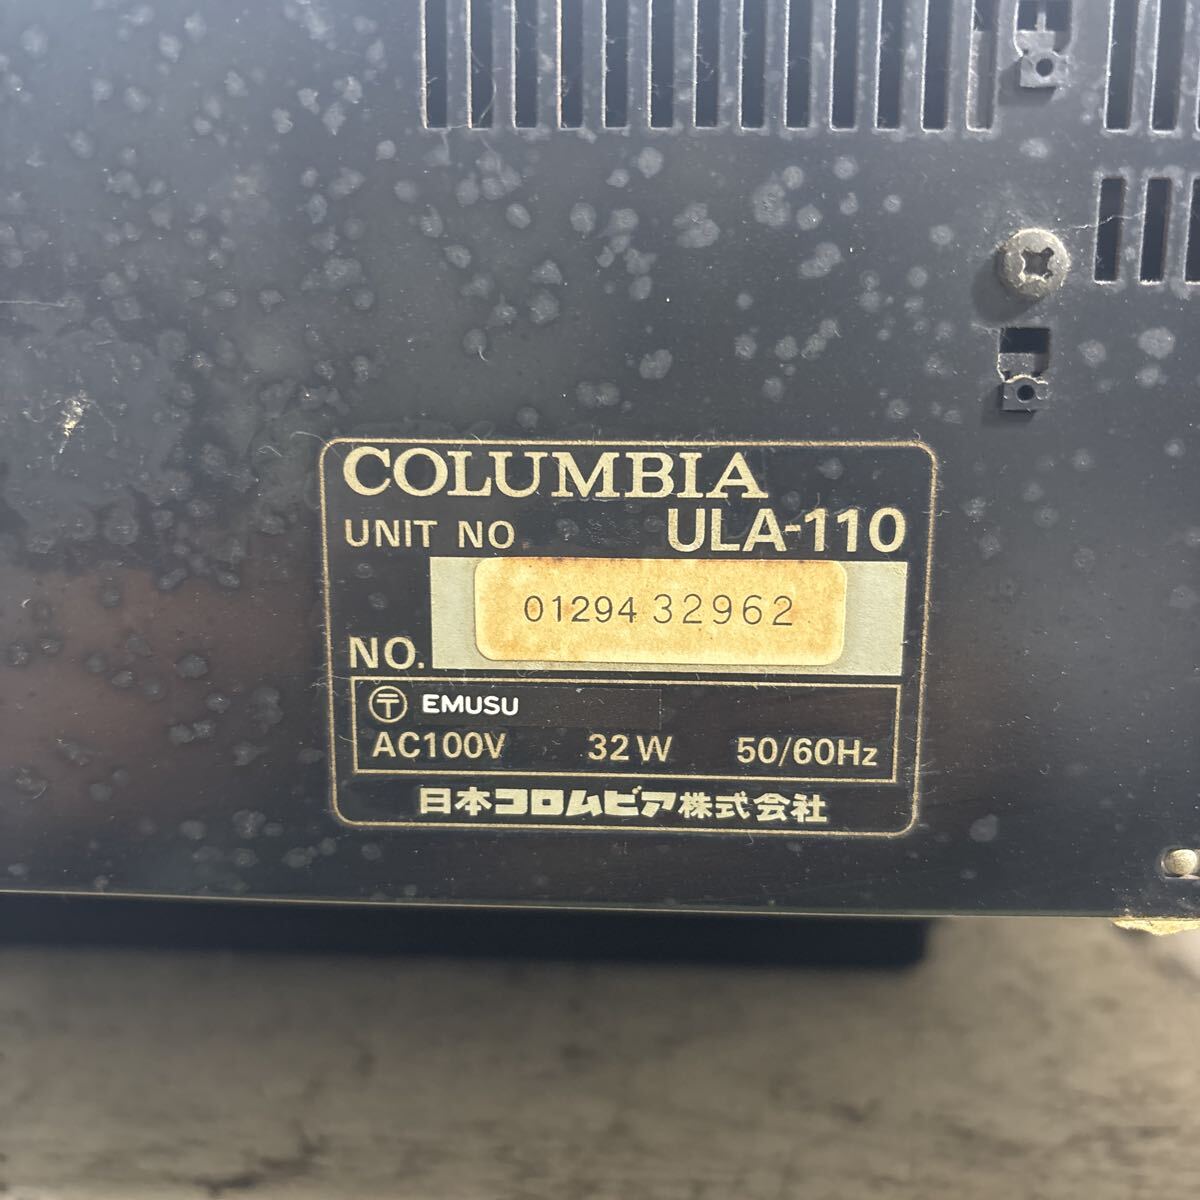 COLUMBIA
UNIT NO ULA-110
NO. 01294 32962
〶 EMUSU
AC100V 32W 50/60Hz
日本コロムビア株式会社